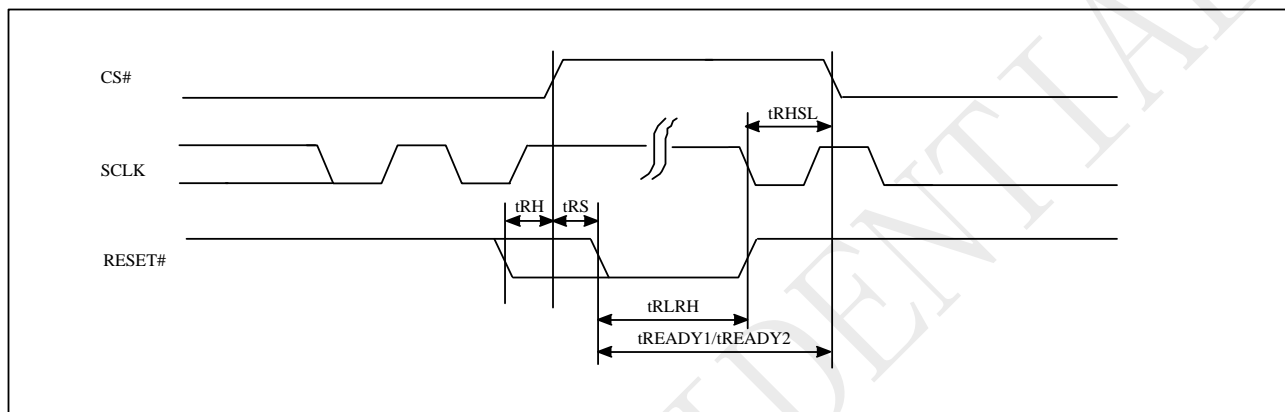 CS#
tRHSL
SCLK
tRH
tRS
RESET#
tRLRH
tREADY1/tREADY2